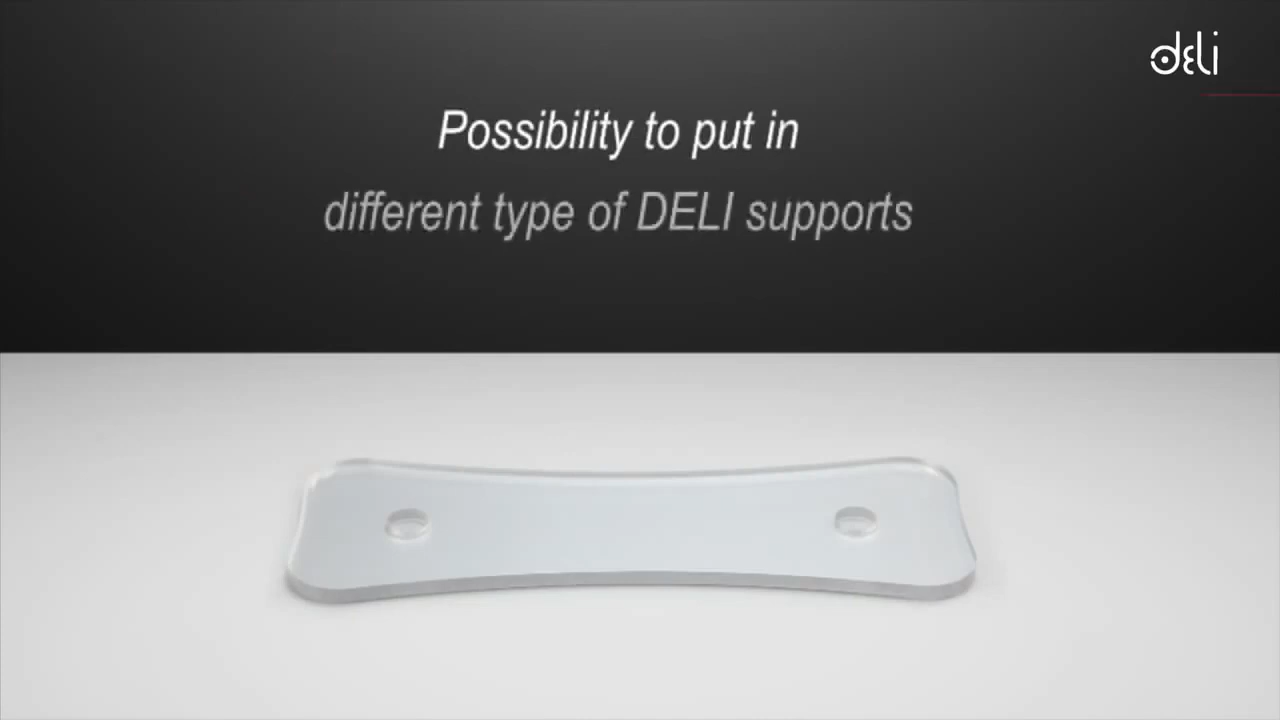 deli
Possibility to put in
different type of DELI supports